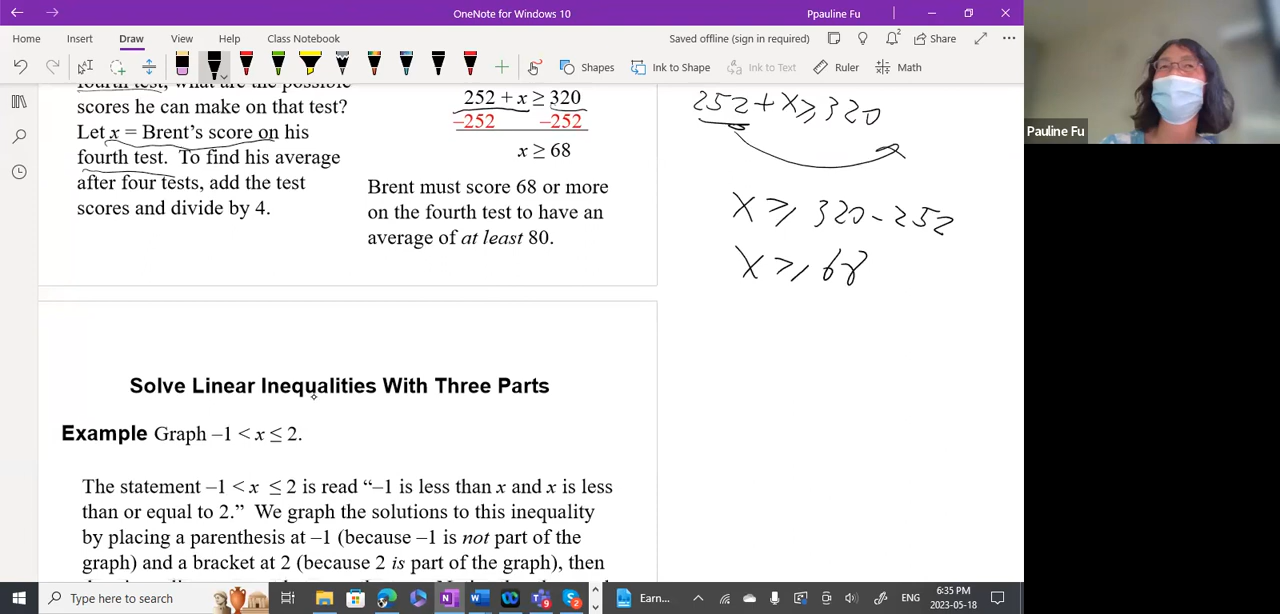 OneNote for Windows 10
Ppauline Fu
Home Insert Draw View Help Class Notebook
Saved offline (sign in required)
Share
Shapes
Ink to Shape
Ink to Text
Ruler
Math
fourth test, what are the possible
scores he can make on that test?
Let x = Brent's score on his
fourth test. To find his average
after four tests, add the test
scores and divide by 4.
252 + x ≥ 320
–252 –252
x ≥ 68
Brent must score 68 or more
on the fourth test to have an
average of at least 80.
252 + x ≥ 320
x ≥ 320 - 252
x ≥ 68
Pauline Fu
Solve Linear Inequalities With Three Parts
Example Graph –1 < x ≤ 2.
The statement –1 < x ≤ 2 is read “–1 is less than x and x is less
than or equal to 2.” We graph the solutions to this inequality
by placing a parenthesis at –1 (because –1 is not part of the
graph) and a bracket at 2 (because 2 is part of the graph), then
Type here to search
Earn...
ENG
6:35 PM
2023-05-18